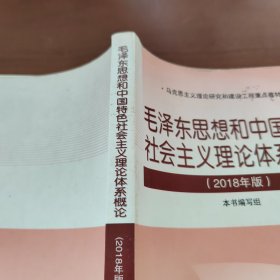 毛泽东思想和中国特色社会主义理论体系概论
(2018年版
马克思主义理论研究和建设工程重点教材
毛泽东思想和中国
社会主义理论体系
(2018年版)
本书编写组